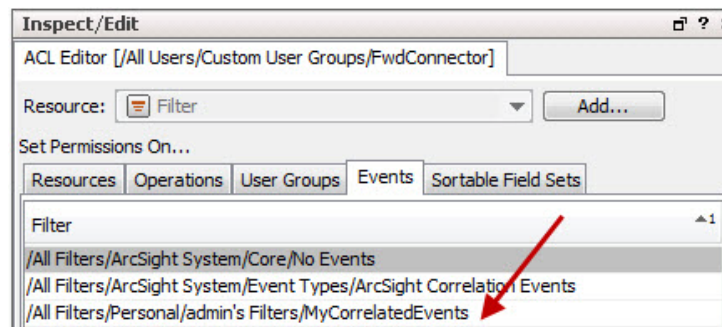 Inspect/Edit ?
ACL Editor [/All Users/Custom User Groups/FwdConnector]
Resource: Filter Add...
Set Permissions On...
Resources Operations User Groups Events Sortable Field Sets
Filter 1
/All Filters/ArcSight System/Core/No Events
/All Filters/ArcSight System/Event Types/ArcSight Correlation Events
/All Filters/Personal/admin's Filters/MyCorrelatedEvents